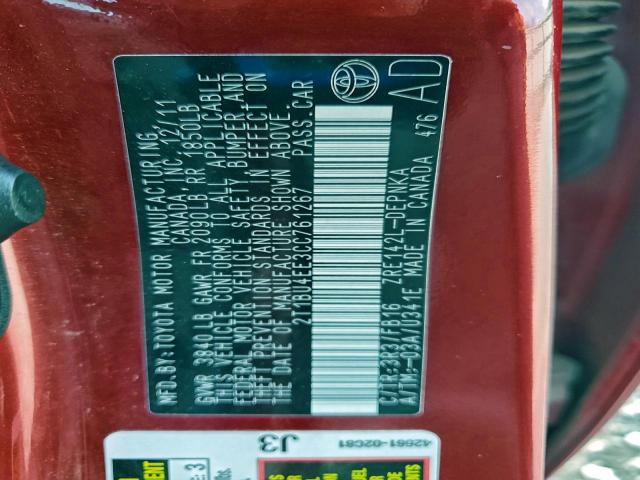 MFD.BY:TOYOTA MOTOR MANUFACTURING
CANADA, INC. 12/11
GVWR 3840LB GAWR FR 2090LB RR 1850LB
THIS VEHICLE CONFORMS TO ALL APPLICABLE
FEDERAL MOTOR VEHICLE SAFETY, BUMPER, AND
THEFT PREVENTION STANDARDS IN EFFECT ON
THE DATE OF MANUFACTURE SHOWN ABOVE.
2T1BU4EE3CC761267 PASS.CAR
C/TR:3R3/FB16 ZRE142L-DEPNKA
A/TM:-03A/U341E MADE IN CANADA 476
AD
J3
42661-02C81